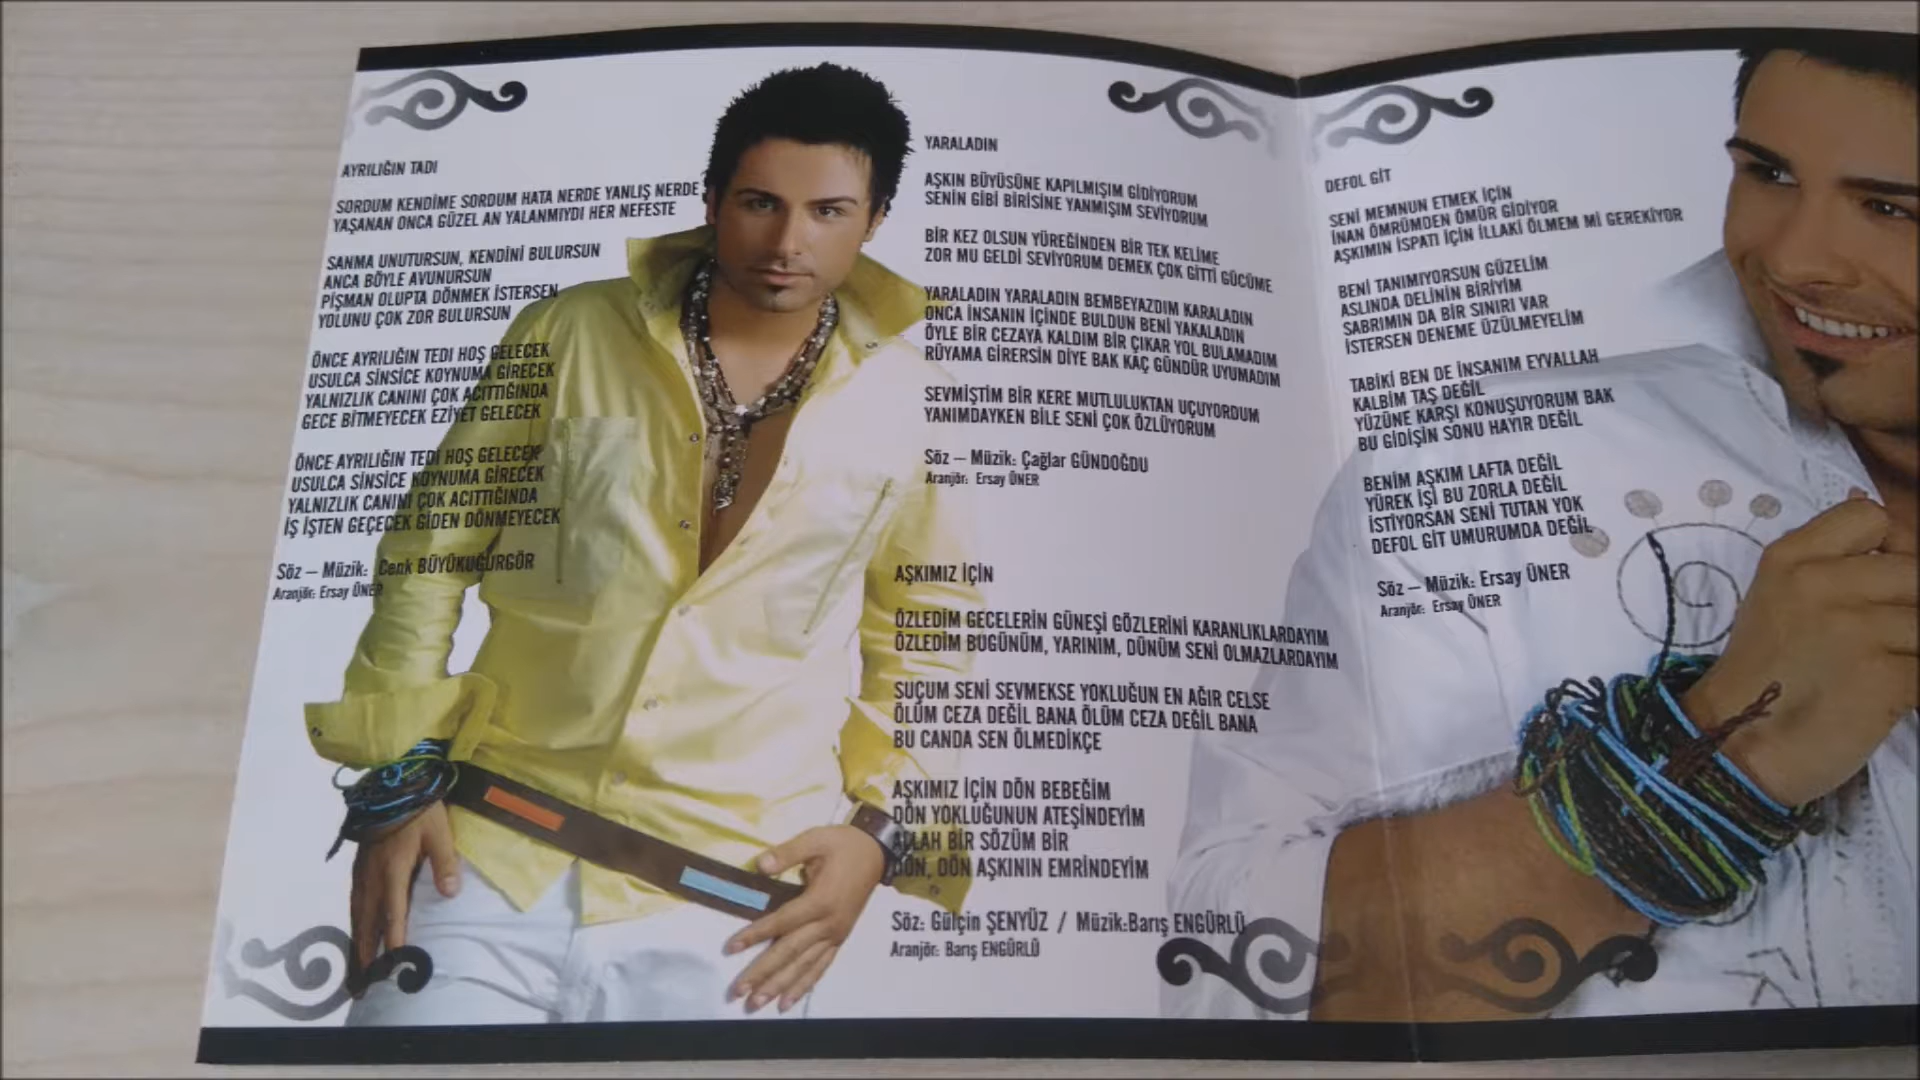 AYRILIĞIN TADI
SORDUM KENDİME SORDUM HATA NERDE YANLIŞ NERDE
YAŞANAN ONCA GÜZEL AN YALANMIYDI HER NEFESTE
SANMA UNUTURSUN, KENDİNİ BULURSUN
ANCA BÖYLE AVUNURSUN
PİŞMAN OLUPTA DÖNMEK İSTERSEN
YOLUNU ÇOK ZOR BULURSUN
ÖNCE AYRILIĞIN TEDI HOŞ GELECEK
USULCA SİNSİCE KOYNUMA GİRECEK
YALNIZLIK CANINI ÇOK ACITTIĞINDA
GECE BİTMEYECEK EZİYET GELECEK
ÖNCE AYRILIĞIN TEDI HOŞ GELECEK
USULCA SİNSİCE KOYNUMA GİRECEK
YALNIZLIK CANINI ÇOK ACITTIĞINDA
İŞ İŞTEN GEÇECEK GİDEN DÖNMEYECEK
Söz – Müzik: Cenk BÜYÜKUĞURGÖR
Aranjör: Ersay ÜNER
YARALADIN
AŞKIN BÜYÜSÜNE KAPILMIŞIM GİDİYORUM
SENİN GİBİ BİRİSİNE YANMIŞIM SEVİYORUM
BİR KEZ OLSUN YÜREĞİNDEN BİR TEK KELİME
ZOR MU GELDİ SEVİYORUM DEMEK ÇOK GİTTİ GÜCÜME
YARALADIN YARALADIN BEMBEYAZDIM KARALADIN
ONCA İNSANIN İÇİNDE BULDUN BENİ YAKALADIN
ÖYLE BİR CEZAYA KALDIM BİR ÇIKAR YOL BULAMADIM
RÜYAMA GİRERSİN DİYE BAK KAÇ GÜNDÜR UYUMADIM
SEVMİŞTİM BİR KERE MUTLULUKTAN UÇUYORDUM
YANIMDAYKEN BİLE SENİ ÇOK ÖZLÜYORUM
Söz – Müzik: Çağlar GÜNDOĞDU
Aranjör: Ersay ÜNER
AŞKIMIZ İÇİN
ÖZLEDİM GECELERİN GÜNEŞİ GÖZLERİNİ KARANLIKLARDAYIM
ÖZLEDİM BUGÜNÜM, YARINIM, DÜNÜM SENİ OLMAZLARDAYIM
SUÇUM SENİ SEVMEKSE YOKLUĞUN EN AĞIR CELSE
ÖLÜM CEZA DEĞİL BANA ÖLÜM CEZA DEĞİL BANA
BU CANDA SEN ÖLMEDİKÇE
AŞKIMIZ İÇİN DÖN BEBEĞİM
DÖN YOKLUĞUNUN ATEŞİNDEYİM
ALLAH BİR SÖZÜM BİR
DÖN, DÖN AŞKININ EMRİNDEYİM
Söz: Gülçin ŞENYÜZ / Müzik:Barış ENGÜRLÜ
Aranjör: Barış ENGÜRLÜ
DEFOL GİT
SENİ MEMNUN ETMEK İÇİN
İNAN ÖMRÜMDEN ÖMÜR GİDİYOR
AŞKIMIN İSPATI İÇİN İLLAKİ ÖLMEM Mİ GEREKİYOR
BENİ TANIMIYORSUN GÜZELİM
ASLINDA DELİNİN BİRİYİM
SABRIMIN DA BİR SINIRI VAR
İSTERSEN DENEME ÜZÜLMEYELİM
TABİKİ BEN DE İNSANIM EYVALLAH
KALBİM TAŞ DEĞİL
YÜZÜNE KARŞI KONUŞUYORUM BAK
BU GİDİŞİN SONU HAYIR DEĞİL
BENİM AŞKIM LAFTA DEĞİL
YÜREK İŞİ BU ZORLA DEĞİL
İSTİYORSAN SENİ TUTAN YOK
DEFOL GİT UMURUMDA DEĞİL
Söz – Müzik: Ersay ÜNER
Aranjör: Ersay ÜNER